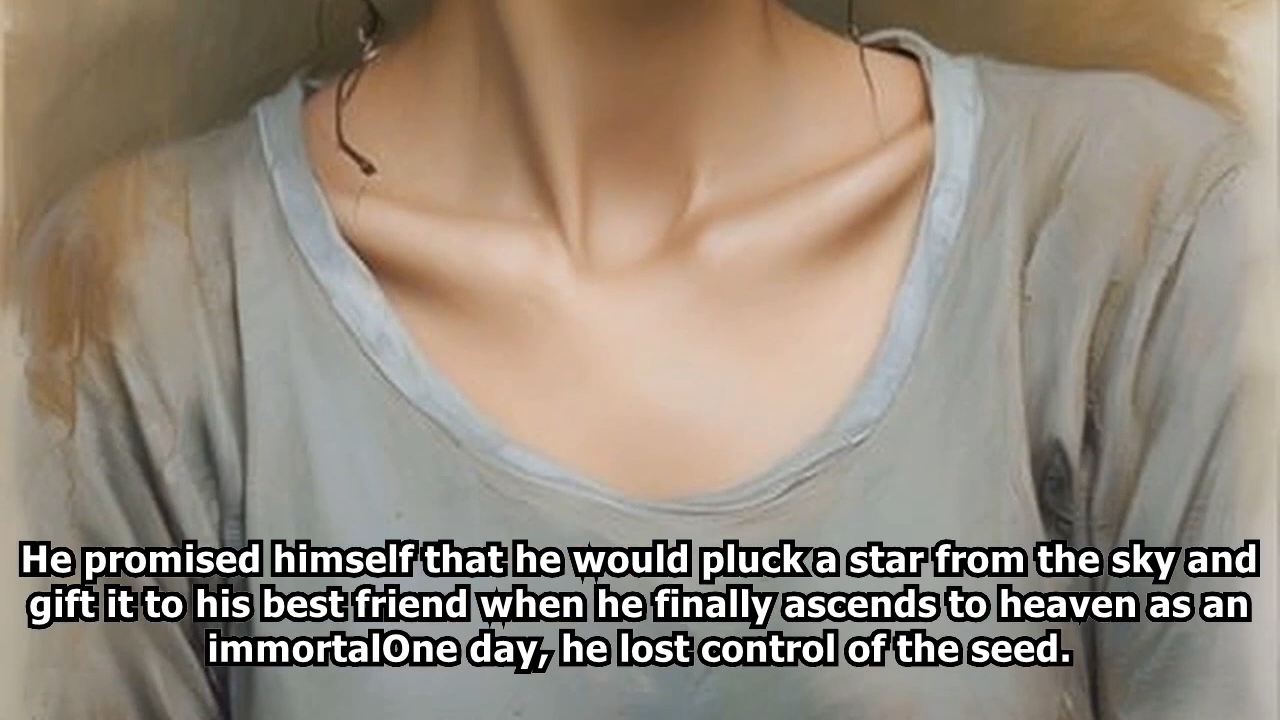 He promised himself that he would pluck a star from the sky and
gift it to his best friend when he finally ascends to heaven as an
immortalOne day, he lost control of the seed.